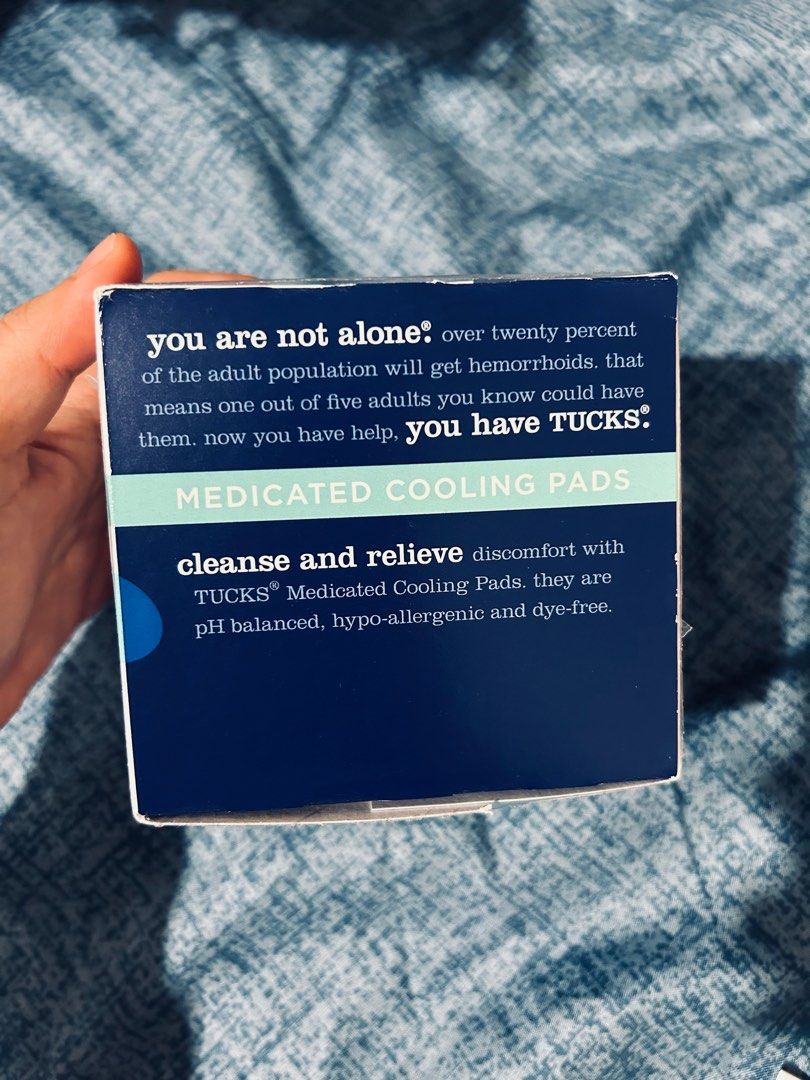 you are not alone.® over twenty percent
of the adult population will get hemorrhoids. that
means one out of five adults you know could have
them. now you have help, you have TUCKS.®
MEDICATED COOLING PADS
cleanse and relieve discomfort with
TUCKS® Medicated Cooling Pads. they are
pH balanced, hypo-allergenic and dye-free.